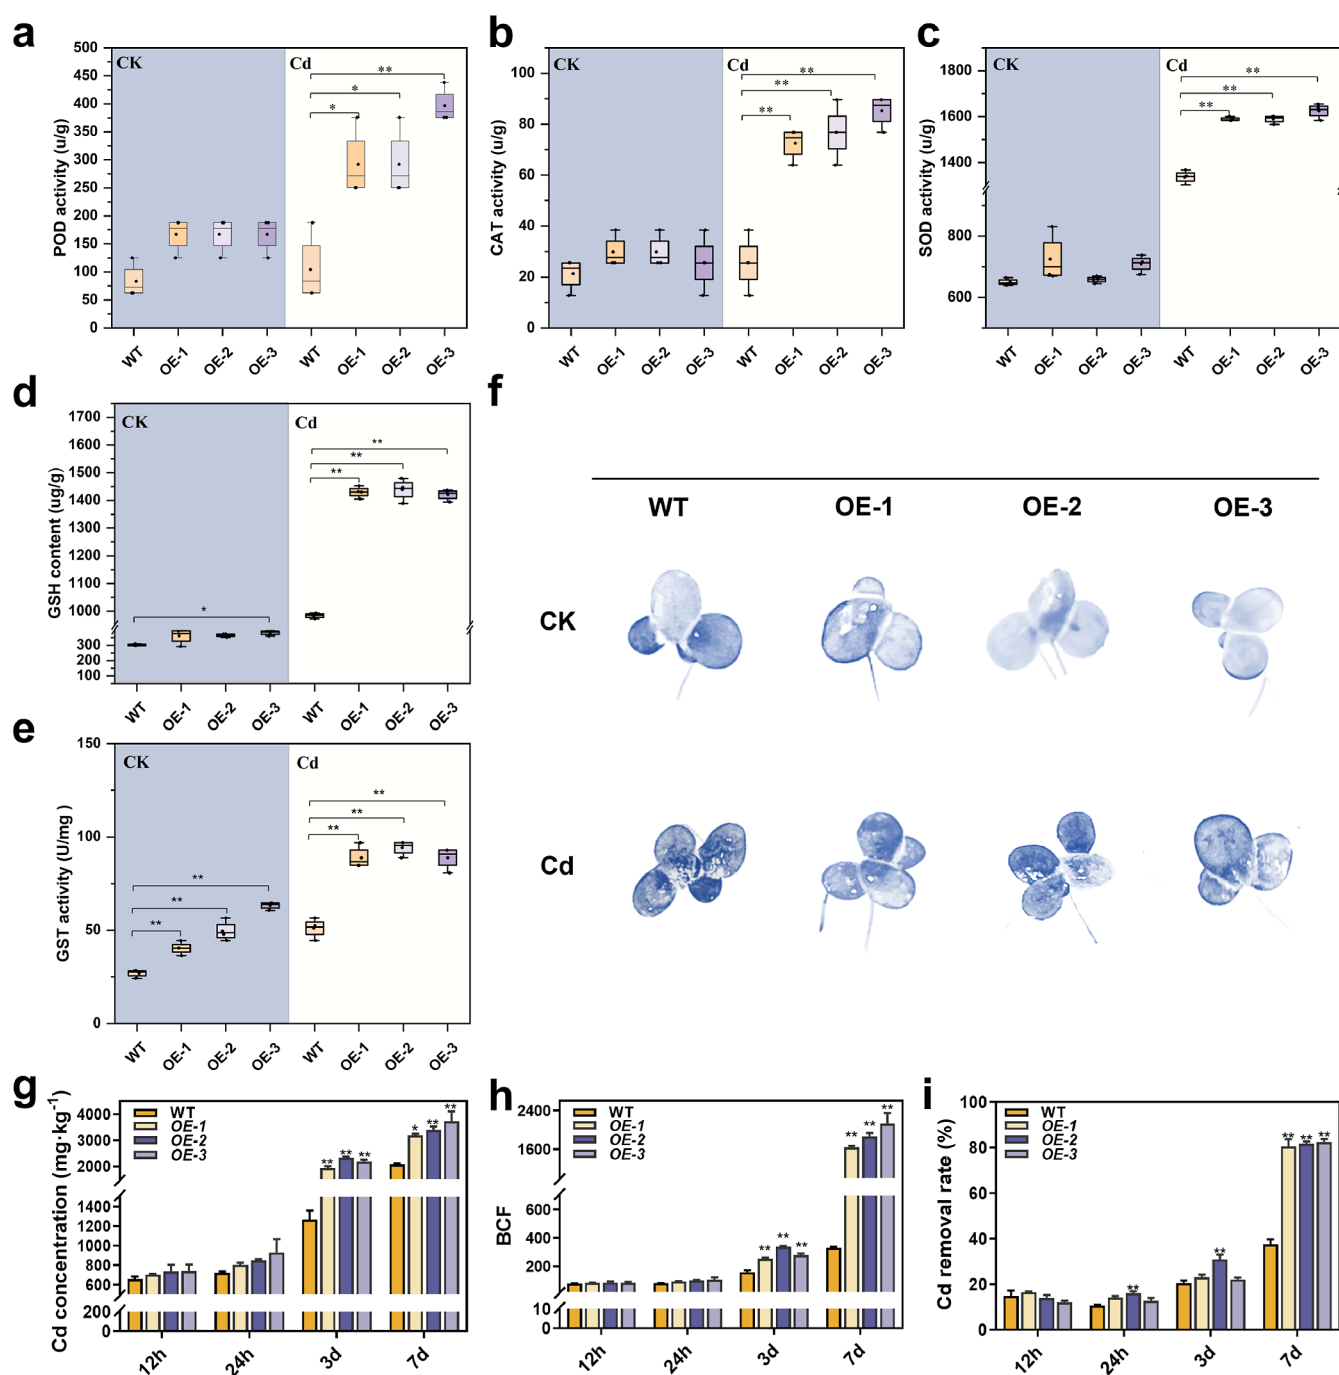 a
POD activity (u/g)
500
450
400
350
300
250
200
150
100
50
0
CK
Cd
*
*
**
WT
OE-1
OE-2
OE-3
WT
OE-1
OE-2
OE-3
b
CAT activity (u/g)
100
80
60
40
20
0
CK
Cd
**
**
**
WT
OE-1
OE-2
OE-3
WT
OE-1
OE-2
OE-3
c
SOD activity (u/g)
1800
1600
1400
800
600
CK
Cd
**
**
**
WT
OE-1
OE-2
OE-3
WT
OE-1
OE-2
OE-3
d
GSH content (ug/g)
1700
1600
1500
1400
1300
1200
1100
1000
300
200
100
CK
Cd
*
**
**
**
WT
OE-1
OE-2
OE-3
WT
OE-1
OE-2
OE-3
e
GST activity (U/mg )
150
100
50
0
CK
Cd
**
**
**
**
**
**
WT
OE-1
OE-2
OE-3
WT
OE-1
OE-2
OE-3
f
WT
OE-1
OE-2
OE-3
CK
Cd
g
Cd concentration (mg·kg⁻¹)
4000
3000
2000
1400
1200
1000
800
600
200
0
WT
OE-1
OE-2
OE-3
**
**
**
*
**
**
12h
24h
3d
7d
h
BCF
2400
1600
600
400
200
10
0
WT
OE-1
OE-2
OE-3
**
**
**
**
**
**
12h
24h
3d
7d
i
Cd removal rate (%)
100
80
60
40
20
0
WT
OE-1
OE-2
OE-3
**
**
**
**
**
12h
24h
3d
7d